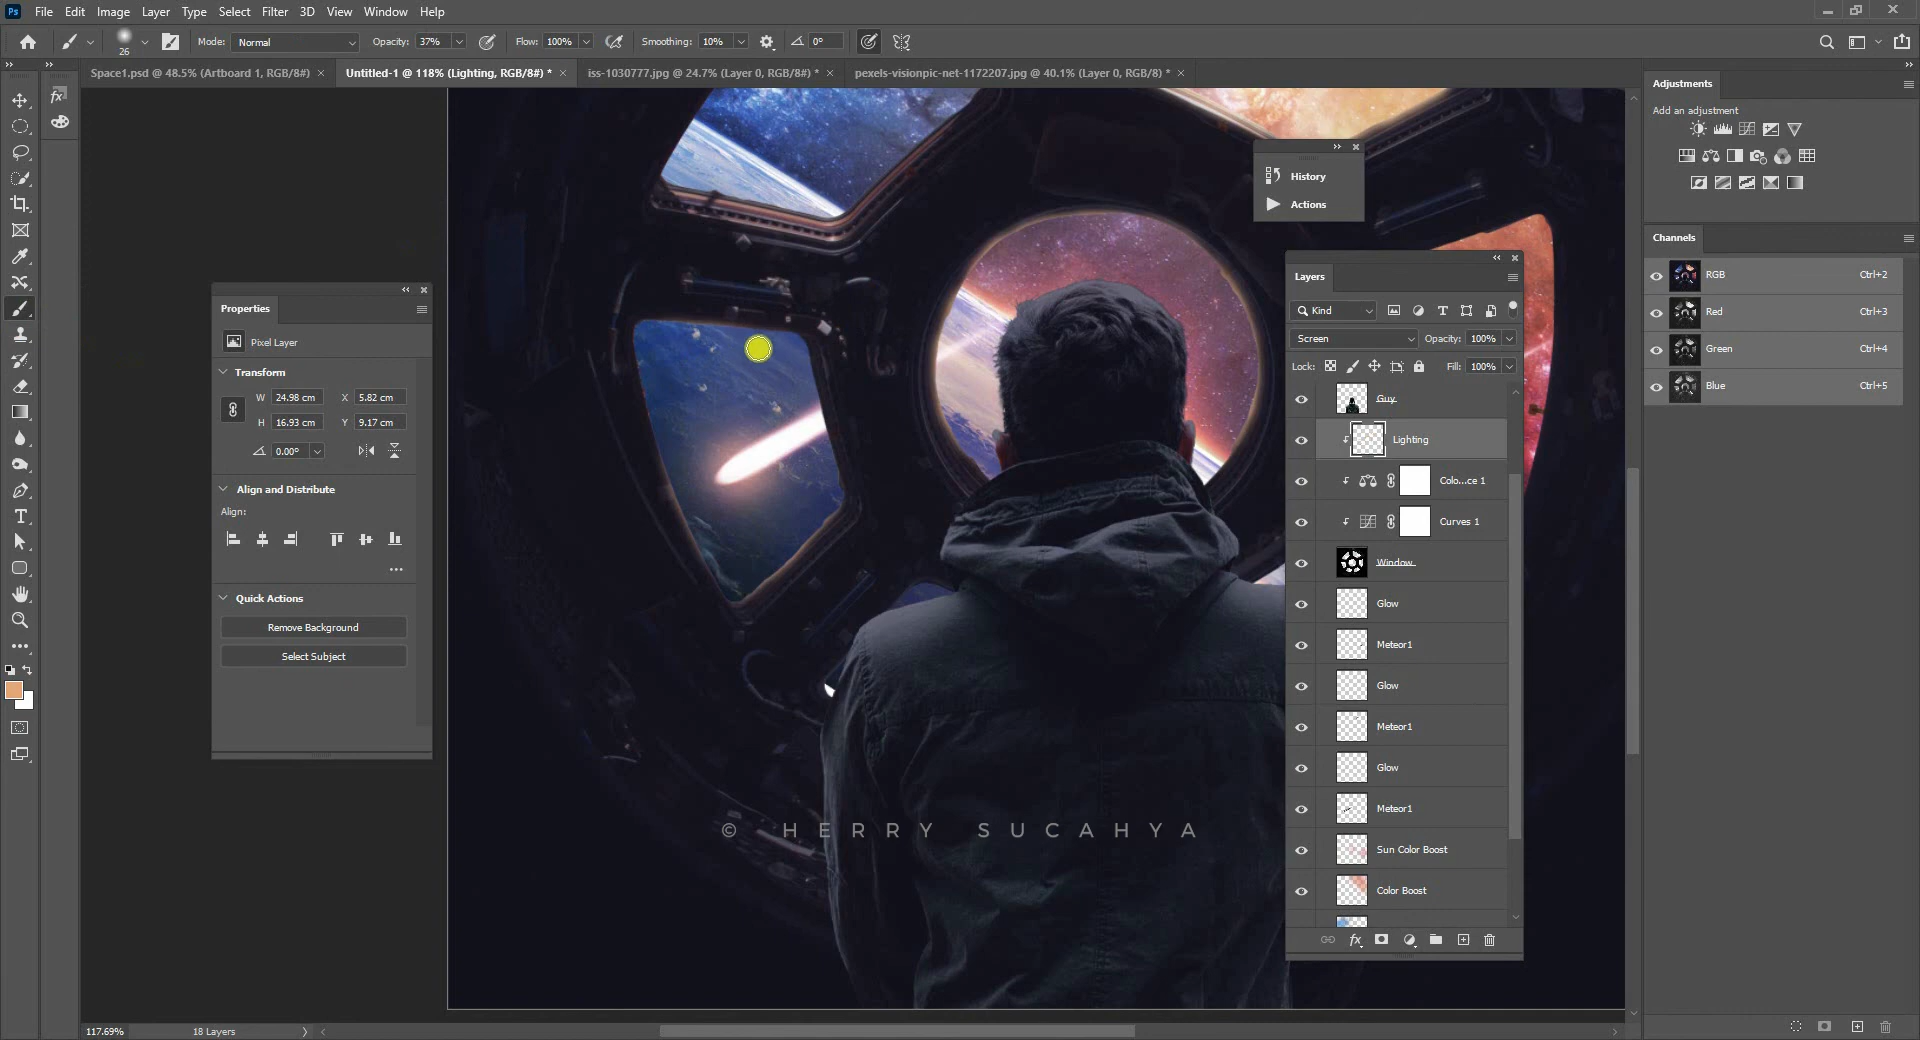 Ps File Edit Image Layer Type Select Filter 3D View Window Help
26 Mode: Normal Opacity: 37% Flow: 100% Smoothing: 10% 0°
Space1.psd @ 48.5% (Artboard 1, RGB/8#) × Untitled-1 @ 118% (Lighting, RGB/8#) * × iss-1030777.jpg @ 24.7% (Layer 0, RGB/8#) * × pexels-visionpic-net-1172207.jpg @ 40.1% (Layer 0, RGB/8) * ×
Properties
Pixel Layer
Transform
W 24.98 cm X 5.82 cm
H 16.93 cm Y 9.17 cm
0.00°
Align and Distribute
Align:
Quick Actions
Remove Background
Select Subject
History
Actions
Layers
Kind
Screen Opacity: 100%
Lock: Fill: 100%
Guy
Lighting
Colo...ce 1
Curves 1
Window
Glow
Meteor1
Glow
Meteor1
Glow
Meteor1
Sun Color Boost
Color Boost
© HERRY SUCAHYA
Adjustments
Add an adjustment
Channels
RGB Ctrl+2
Red Ctrl+3
Green Ctrl+4
Blue Ctrl+5
117.69% 18 Layers